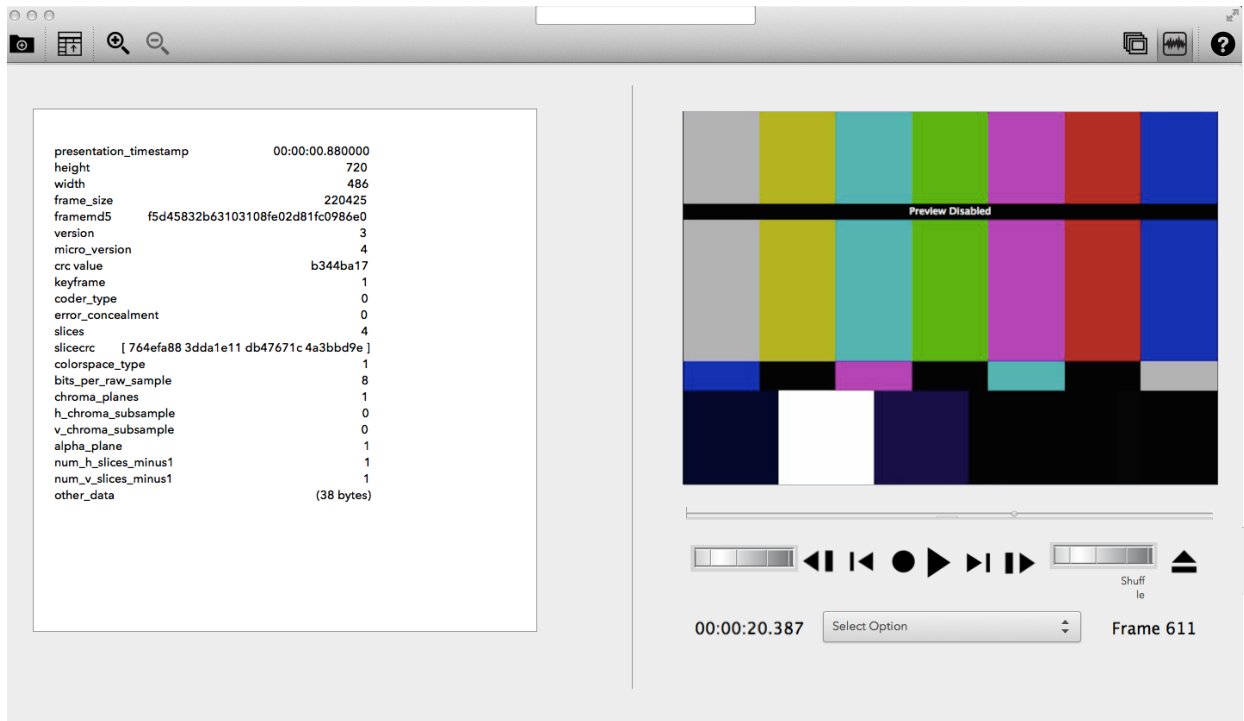 presentation_timestamp 00:00:00.880000
height 720
width 486
frame_size 220425
framemd5 f5d45832b63103108fe02d81fc0986e0
version 3
micro_version 4
crc value b344ba17
keyframe 1
coder_type 0
error_concealment 0
slices 4
slicecrc [ 764efa88 3dda1e11 db47671c 4a3bbd9e ]
colorspace_type 1
bits_per_raw_sample 8
chroma_planes 1
h_chroma_subsample 0
v_chroma_subsample 0
alpha_plane 1
num_h_slices_minus1 1
num_v_slices_minus1 1
other_data (38 bytes)
Preview Disabled
Shuff
le
00:00:20.387 Select Option Frame 611